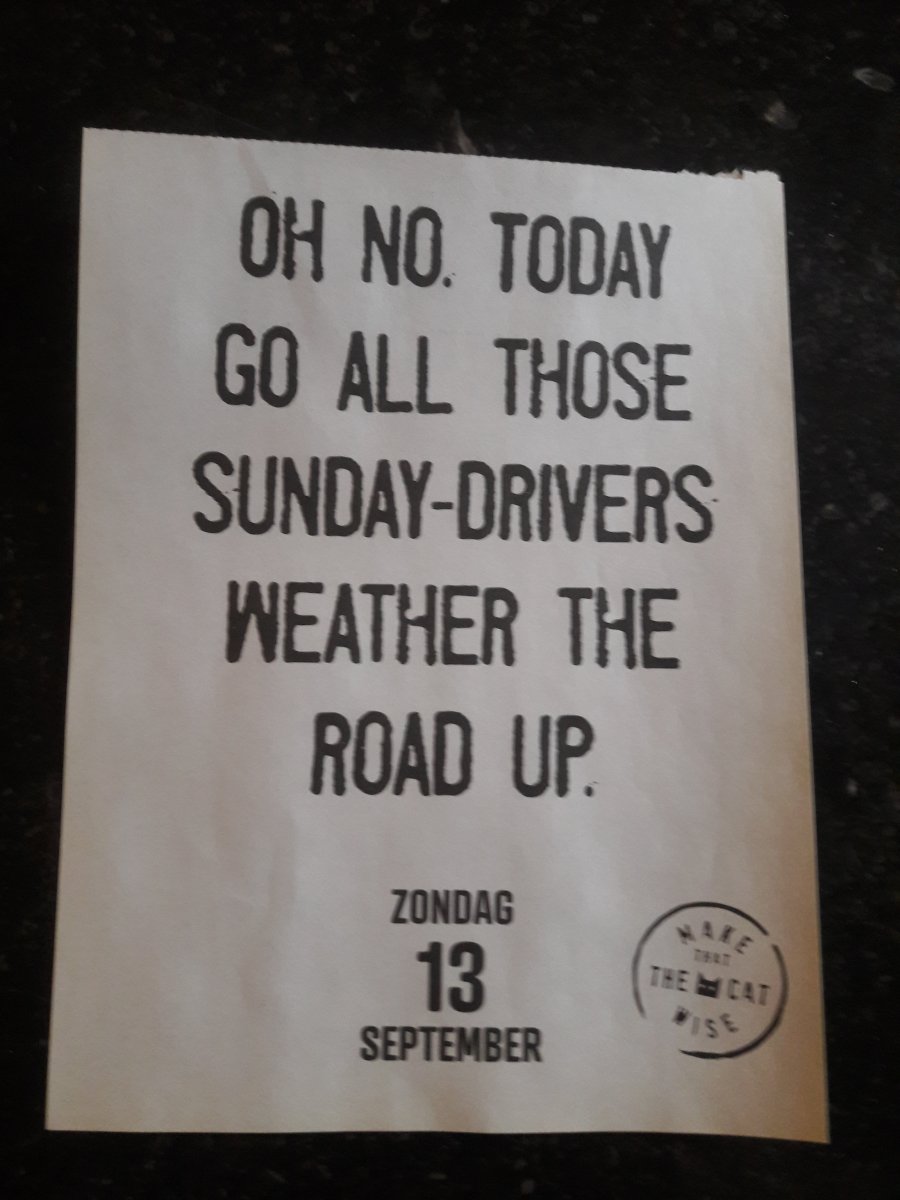 OH NO. TODAY
GO ALL THOSE
SUNDAY-DRIVERS
WEATHER THE
ROAD UP.
ZONDAG
13
SEPTEMBER
MAKE
THAT
THE CAT
WISE